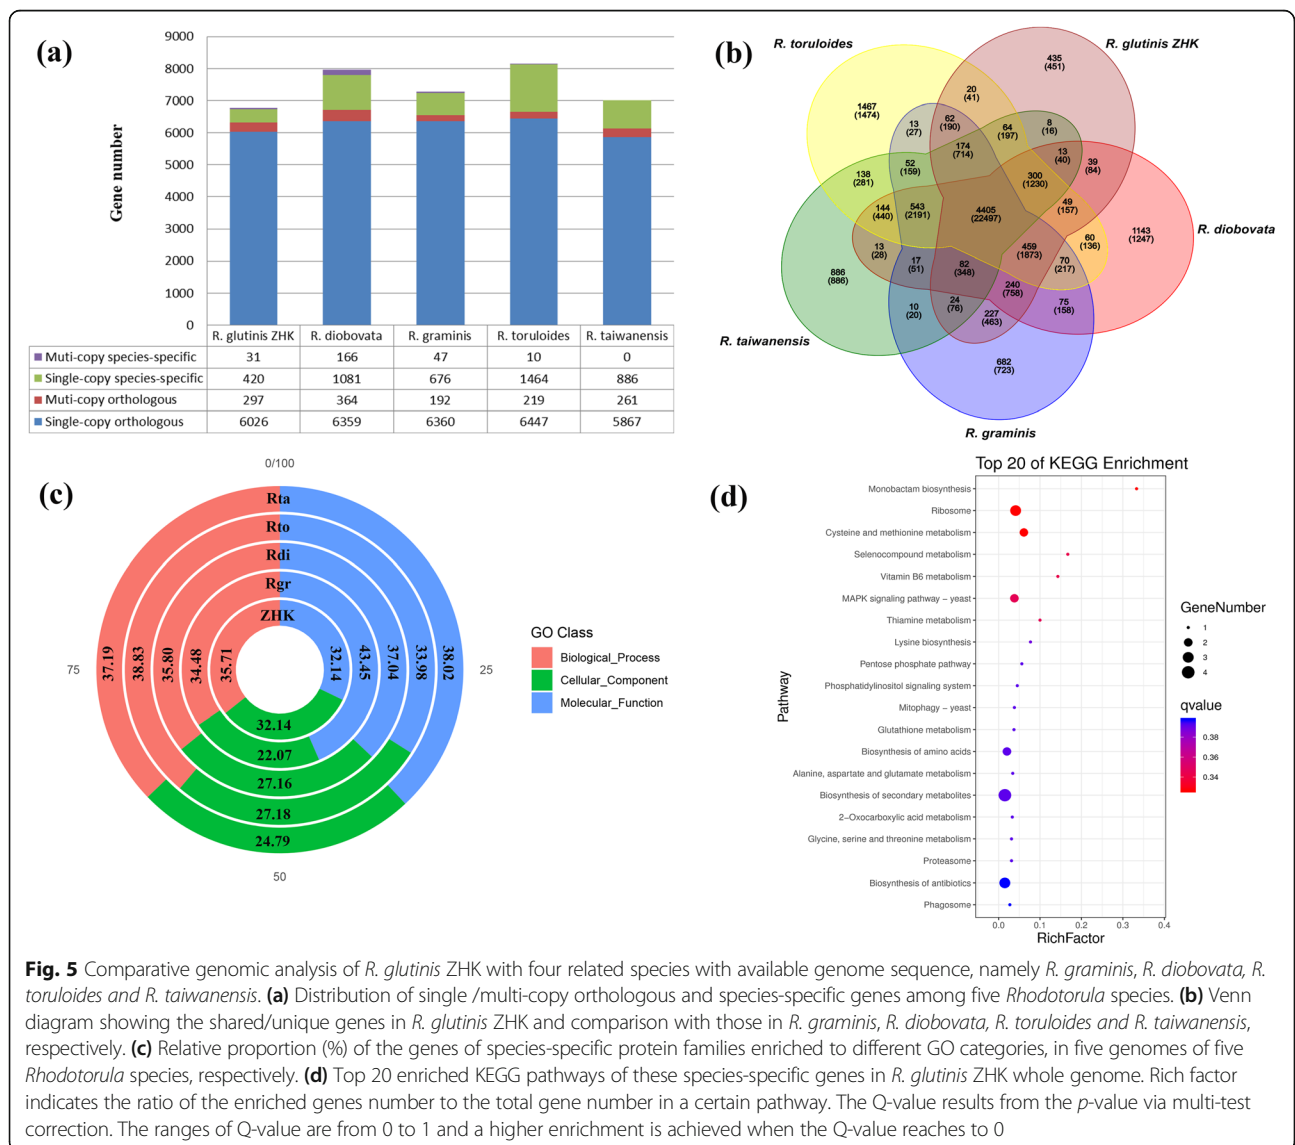 (a)
9000
8000
7000
6000
5000
4000
3000
2000
1000
0
Gene number
R. glutinis ZHK R. diobovata R. graminis R. toruloides R. taiwanensis
Muti-copy species-specific 31 166 47 10 0
Single-copy species-specific 420 1081 676 1464 886
Muti-copy orthologous 297 364 192 219 261
Single-copy orthologous 6026 6359 6360 6447 5867
(b)
R. toruloides
R. glutinis ZHK
R. diobovata
R. taiwanensis
R. graminis
435
(451)
1467
(1474)
20
(41)
13
(27)
62
(190)
64
(197)
8
(16)
174
(714)
13
(40)
39
(84)
52
(159)
138
(281)
300
(1230)
144
(440)
543
(2191)
4405
(22497)
49
(157)
1143
(1247)
60
(136)
13
(28)
459
(1873)
17
(51)
82
(348)
70
(217)
886
(886)
240
(758)
10
(20)
24
(76)
75
(158)
227
(463)
682
(723)
(c)
0/100
25
50
75
Rta
Rto
Rdi
Rgr
ZHK
37.19 38.83 35.80 34.48 35.71
32.14 43.45 37.04 33.98 38.02
32.14
22.07
27.16
27.18
24.79
GO Class
Biological_Process
Cellular_Component
Molecular_Function
(d)
Top 20 of KEGG Enrichment
Pathway
Monobactam biosynthesis
Ribosome
Cysteine and methionine metabolism
Selenocompound metabolism
Vitamin B6 metabolism
MAPK signaling pathway − yeast
Thiamine metabolism
Lysine biosynthesis
Pentose phosphate pathway
Phosphatidylinositol signaling system
Mitophagy − yeast
Glutathione metabolism
Biosynthesis of amino acids
Alanine, aspartate and glutamate metabolism
Biosynthesis of secondary metabolites
2−Oxocarboxylic acid metabolism
Glycine, serine and threonine metabolism
Proteasome
Biosynthesis of antibiotics
Phagosome
0.0 0.1 0.2 0.3 0.4
RichFactor
GeneNumber
1
2
3
4
qvalue
0.38
0.36
0.34
Fig. 5 Comparative genomic analysis of R. glutinis ZHK with four related species with available genome sequence, namely R. graminis, R. diobovata, R.
toruloides and R. taiwanensis. (a) Distribution of single /multi-copy orthologous and species-specific genes among five Rhodotorula species. (b) Venn
diagram showing the shared/unique genes in R. glutinis ZHK and comparison with those in R. graminis, R. diobovata, R. toruloides and R. taiwanensis,
respectively. (c) Relative proportion (%) of the genes of species-specific protein families enriched to different GO categories, in five genomes of five
Rhodotorula species, respectively. (d) Top 20 enriched KEGG pathways of these species-specific genes in R. glutinis ZHK whole genome. Rich factor
indicates the ratio of the enriched genes number to the total gene number in a certain pathway. The Q-value results from the p-value via multi-test
correction. The ranges of Q-value are from 0 to 1 and a higher enrichment is achieved when the Q-value reaches to 0